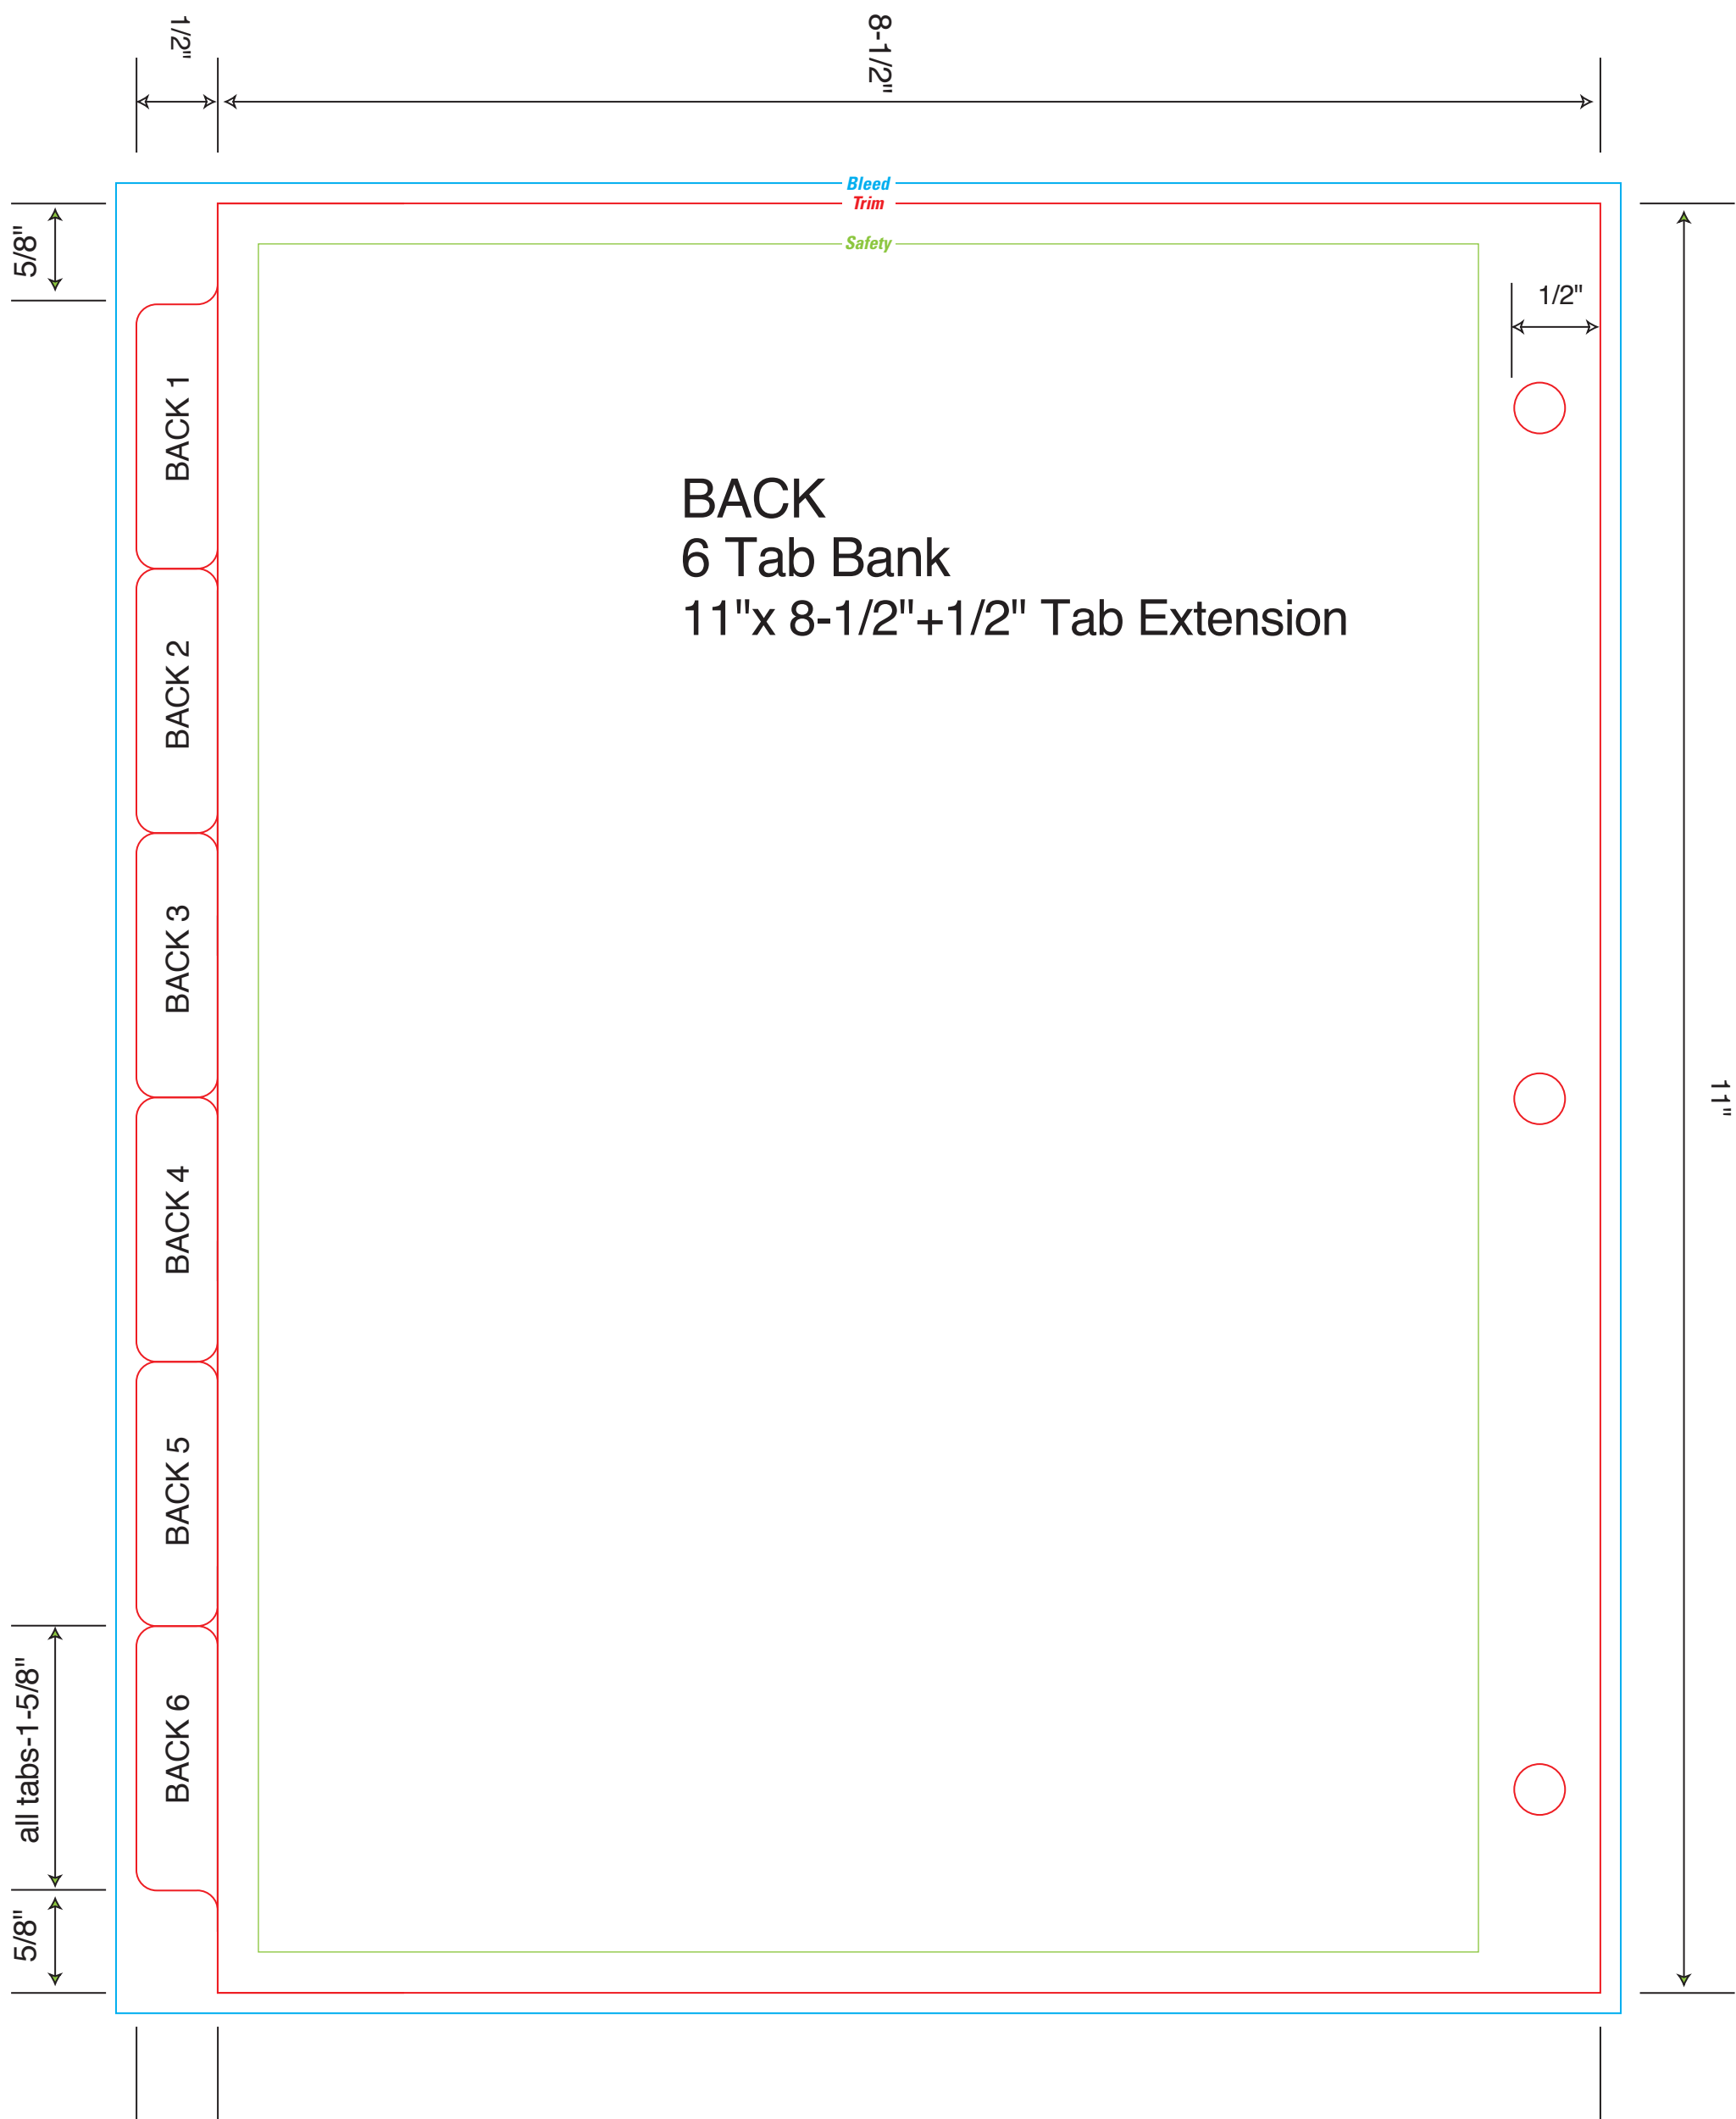 1/2"
8-1/2"
Bleed
Trim
Safety
5/8"
1/2"
BACK 1
BACK
6 Tab Bank
11"x 8-1/2"+1/2" Tab Extension
BACK 2
BACK 3
11"
BACK 4
BACK 5
all tabs-1-5/8"
BACK 6
5/8"